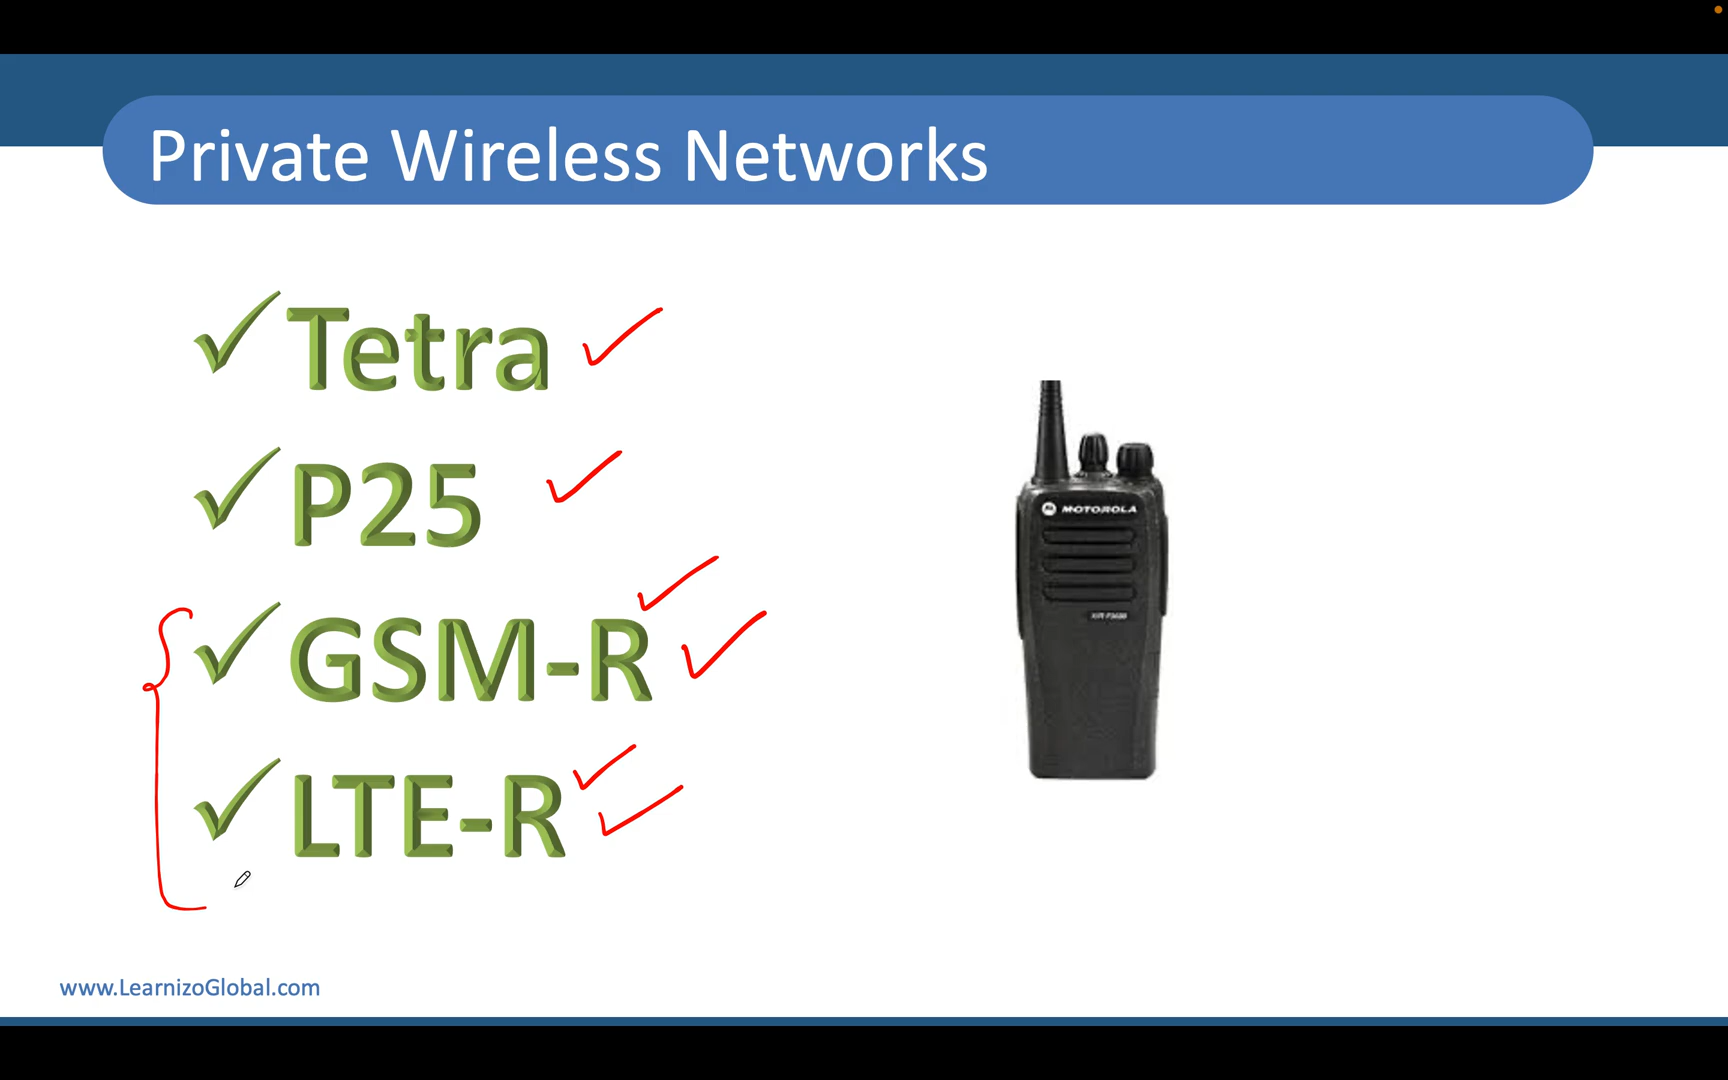 Private Wireless Networks
Tetra
P25
GSM-R
LTE-R
MOTOROLA
www.LearnizoGlobal.com